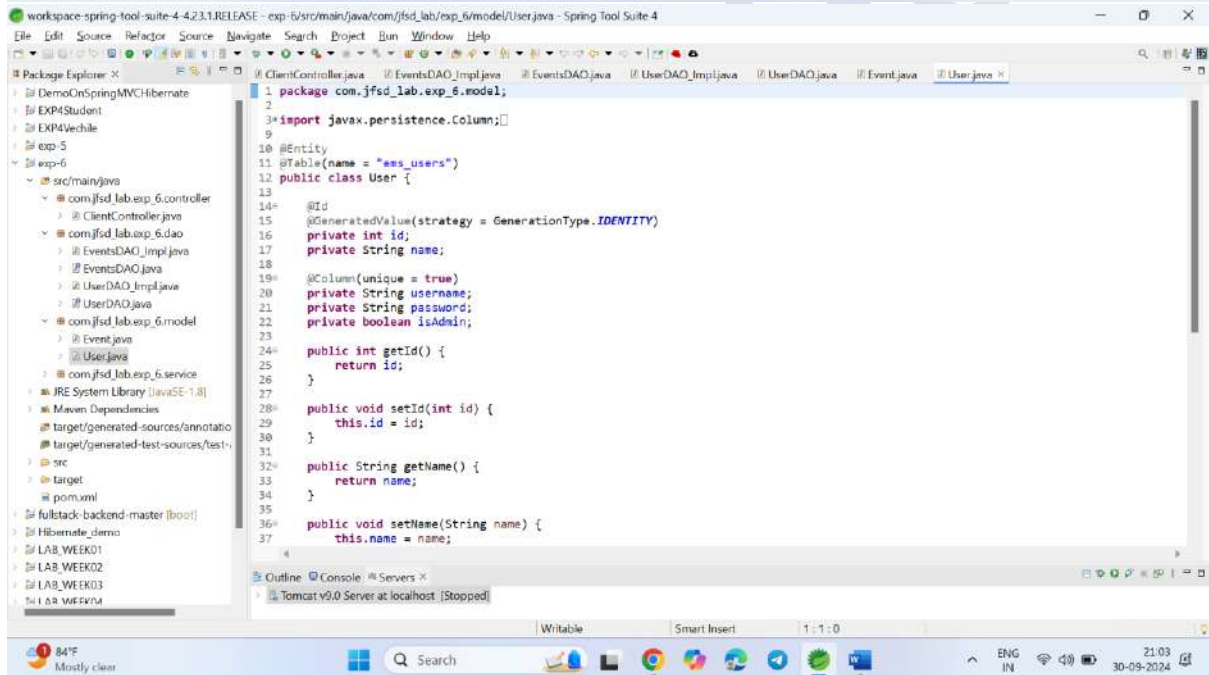 workspace-spring-tool-suite-4-4.23.1.RELEASE - exp-6/src/main/java/com/jfsd_lab/exp_6/model/User.java - Spring Tool Suite 4
File Edit Source Refactor Source Navigate Search Project Run Window Help
Package Explorer
ClientController.java EventsDAO_Impl.java EventsDAO.java UserDAO_Impl.java UserDAO.java Event.java User.java
DemoOnSpringMVCHibernate
EXP4Student
EXP4Vechile
exp-5
exp-6
src/main/java
com.jfsd_lab.exp_6.controller
ClientController.java
com.jfsd_lab.exp_6.dao
EventsDAO_Impl.java
EventsDAO.java
UserDAO_Impl.java
UserDAO.java
com.jfsd_lab.exp_6.model
Event.java
User.java
com.jfsd_lab.exp_6.service
JRE System Library [JavaSE-1.8]
Maven Dependencies
target/generated-sources/annotatio
target/generated-test-sources/test-
src
target
pom.xml
fullstack-backend-master [boot]
Hibernate_demo
LAB_WEEK01
LAB_WEEK02
LAB_WEEK03
LAB_WEEK04
1 package com.jfsd_lab.exp_6.model;
2
3 import javax.persistence.Column;
9
10 @Entity
11 @Table(name = "ems_users")
12 public class User {
13
14 @Id
15 @GeneratedValue(strategy = GenerationType.IDENTITY)
16 private int id;
17 private String name;
18
19 @Column(unique = true)
20 private String username;
21 private String password;
22 private boolean isAdmin;
23
24 public int getId() {
25 return id;
26 }
27
28 public void setId(int id) {
29 this.id = id;
30 }
31
32 public String getName() {
33 return name;
34 }
35
36 public void setName(String name) {
37 this.name = name;
Outline Console Servers
Tomcat v9.0 Server at localhost [Stopped]
Writable Smart Insert 1 : 1 : 0
84°F
Mostly clear
Search
ENG
IN
21:03
30-09-2024